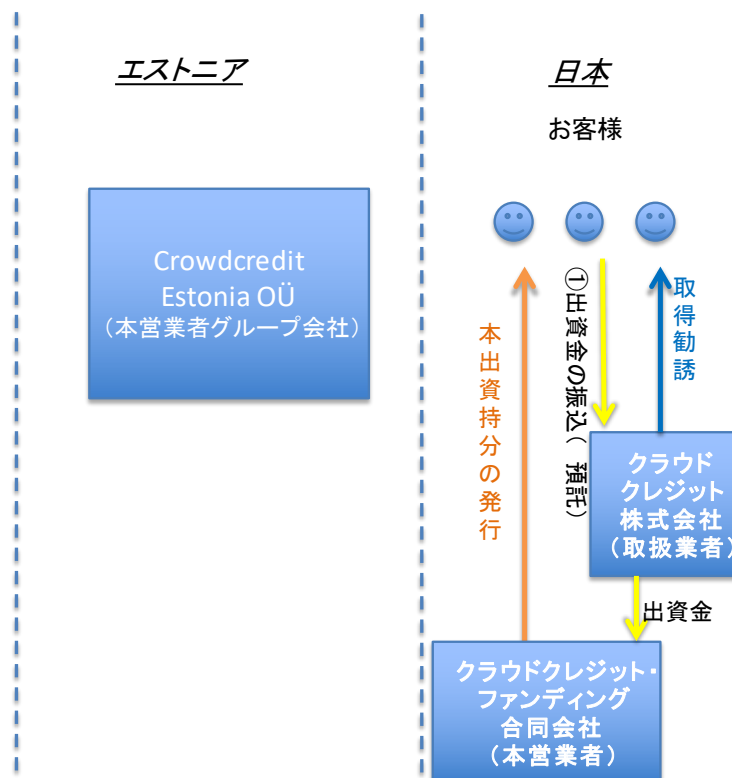 エストニア
日本
お客様
Crowdcredit
Estonia OÜ
（本営業者グループ会社）
本出資持分の発行
①出資金の振込（ 預託）
取得勧誘
クラウド
クレジット
株式会社
（取扱業者）
出資金
クラウドクレジット・
ファンディング
合同会社
（本営業者）